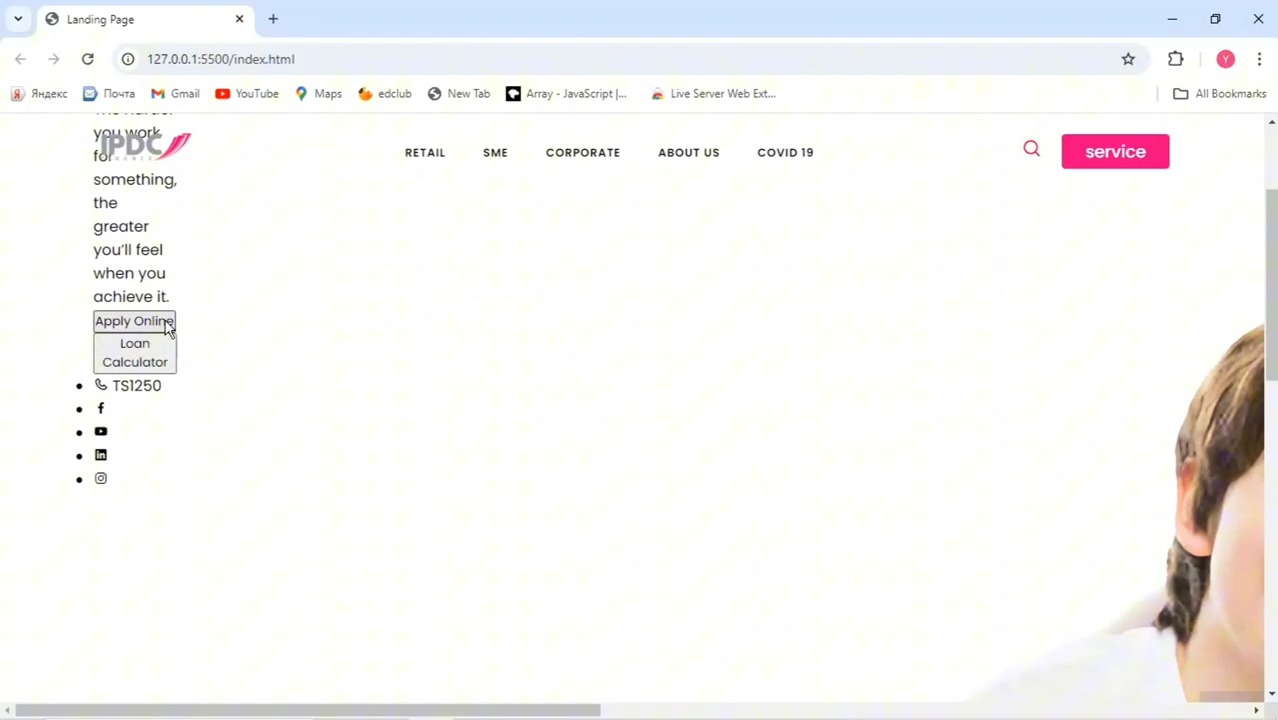 Landing Page
127.0.0.1:5500/index.html
Яндекс Почта Gmail YouTube Maps edclub New Tab Array - JavaScript |... Live Server Web Ext... All Bookmarks
Y
you work
IPDC RETAIL SME CORPORATE ABOUT US COVID 19 service
for
something,
the
greater
you'll feel
when you
achieve it.
Apply Online
Loan
Calculator
TS1250